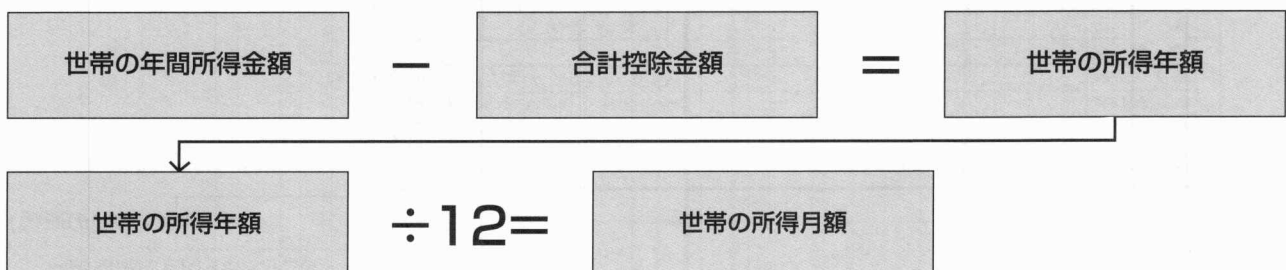 世帯の年間所得金額 － 合計控除金額 ＝ 世帯の所得年額
世帯の所得年額 ÷12= 世帯の所得月額